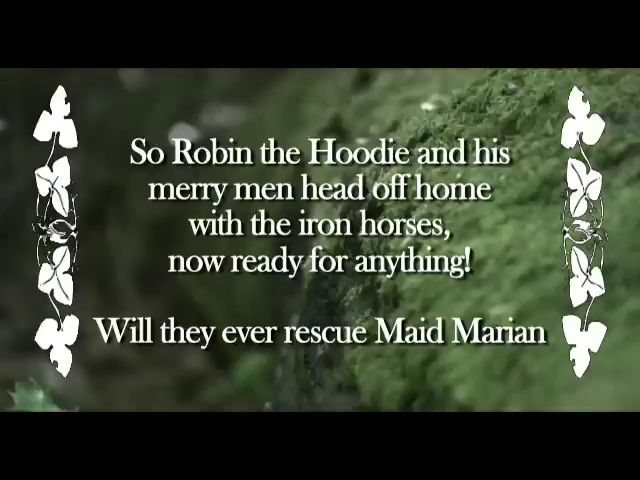 So Robin the Hoodie and his
merry men head off home
with the iron horses,
now ready for anything!
Will they ever rescue Maid Marian